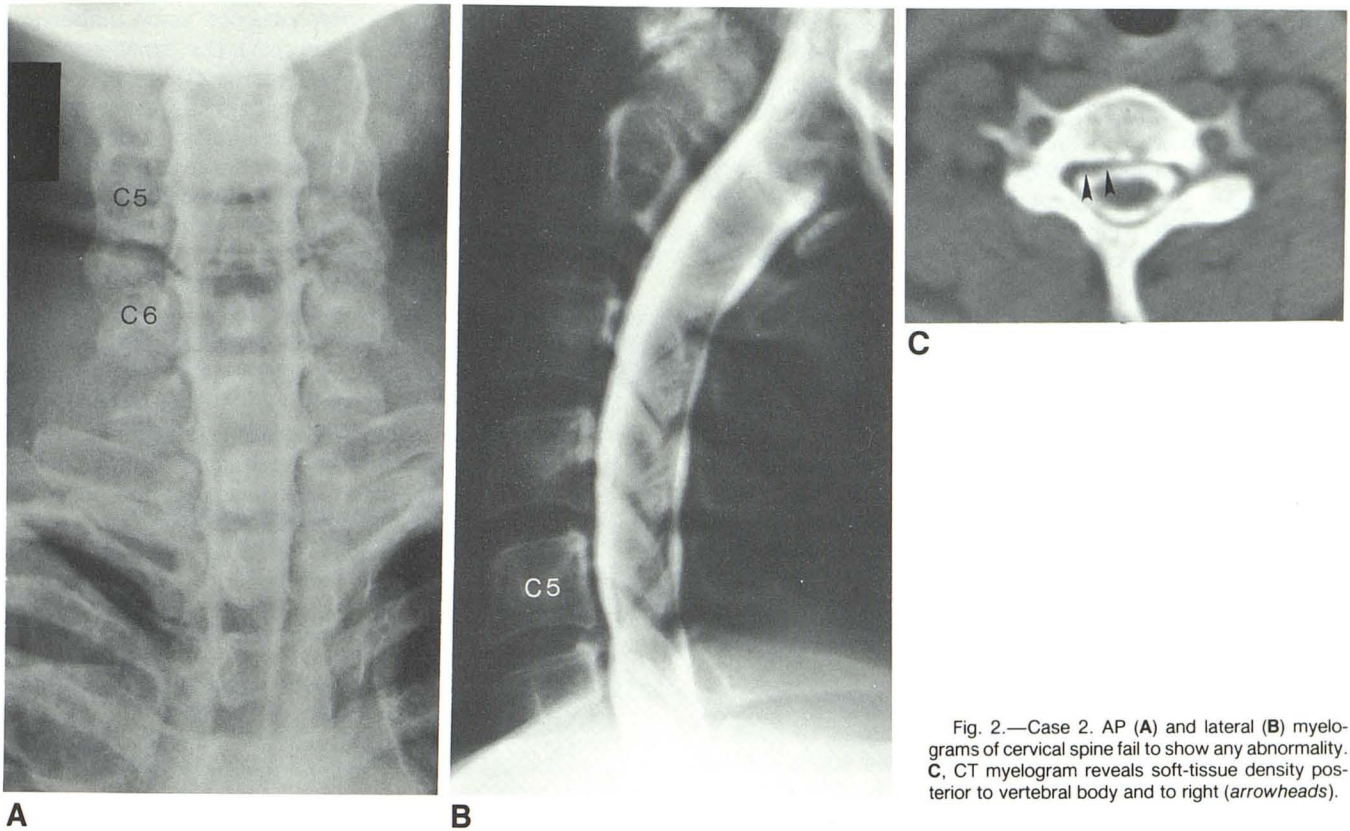 C5
C6
A
C5
B
C
Fig. 2.—Case 2. AP (A) and lateral (B) myelo-
grams of cervical spine fail to show any abnormality.
C, CT myelogram reveals soft-tissue density pos-
terior to vertebral body and to right (arrowheads).